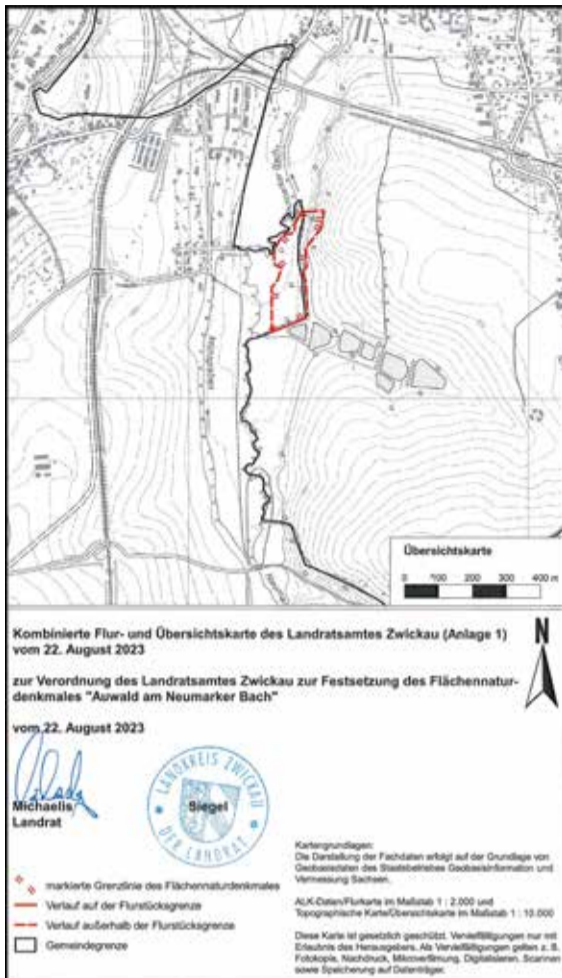 Übersichtskarte
0 100 200 300 400 m
Kombinierte Flur- und Übersichtskarte des Landratsamtes Zwickau (Anlage 1)
vom 22. August 2023
N
zur Verordnung des Landratsamtes Zwickau zur Festsetzung des Flächennatur-
denkmales "Auwald am Neumarker Bach"
vom 22. August 2023
Michaelis
Landrat
LANDKREIS ZWICKAU
Siegel
DER LANDRAT
markierte Grenzlinie des Flächennaturdenkmales
Verlauf auf der Flurstücksgrenze
Verlauf außerhalb der Flurstücksgrenze
Gemeindegrenze
Kartengrundlagen:
Die Darstellung der Fachdaten erfolgt auf der Grundlage von
Geobasisdaten des Staatsbetriebes Geobasisinformation und
Vermessung Sachsen.
ALK-Daten/Flurkarte im Maßstab 1 : 2.000 und
Topographische Karte/Übersichtskarte im Maßstab 1 : 10.000
Diese Karte ist gesetzlich geschützt. Vervielfältigungen nur mit
Erlaubnis des Herausgebers. Als Vervielfältigungen gelten z. B.
Fotokopie, Nachdruck, Mikroverfilmung, Digitalisieren, Scannen
sowie Speicherung auf Datenträger.